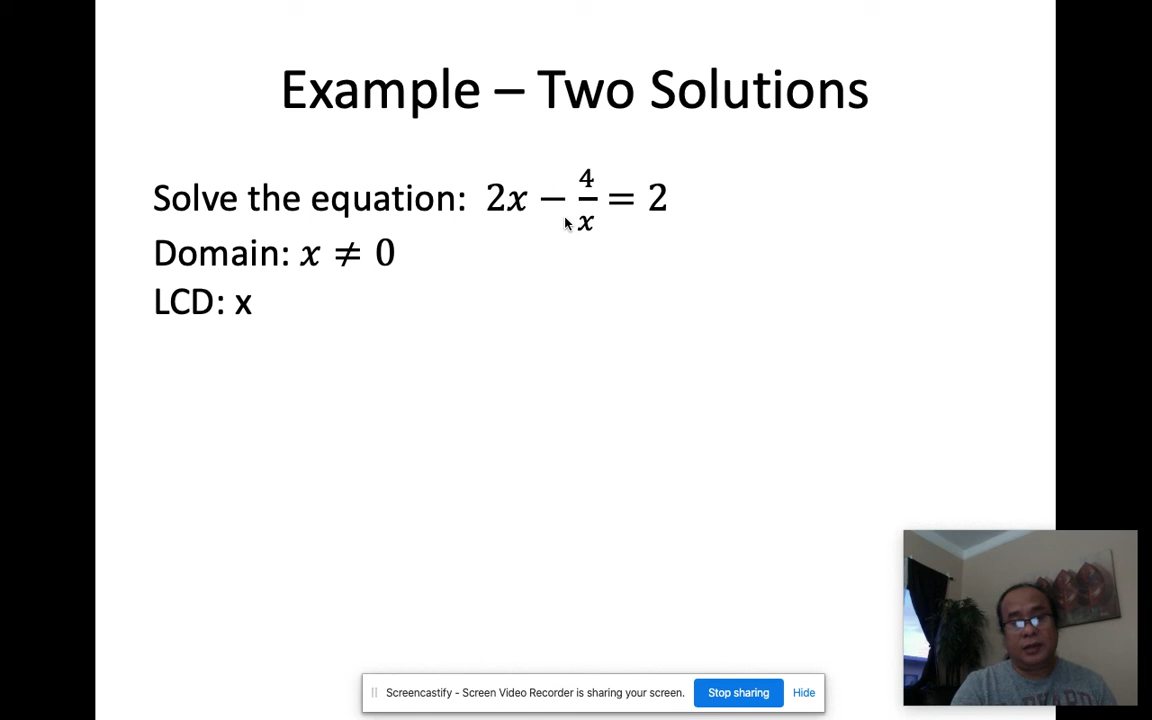 Example – Two Solutions
Solve the equation: 2x − 4/x = 2
Domain: x ≠ 0
LCD: x
Screencastify - Screen Video Recorder is sharing your screen. Stop sharing Hide